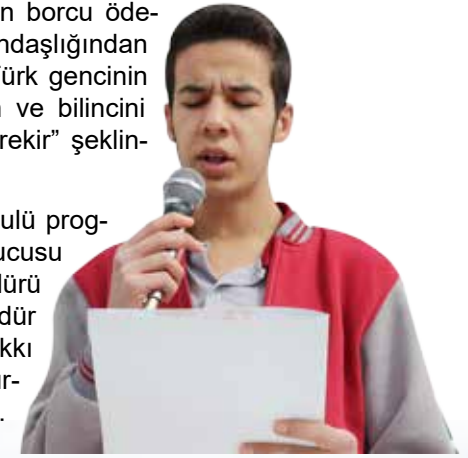 n borcu öde-
ndaşlığından
ürk gencinin
ve bilincini
rekir” şeklin-
ulü prog-
ucusu
lürü
dür
kkı